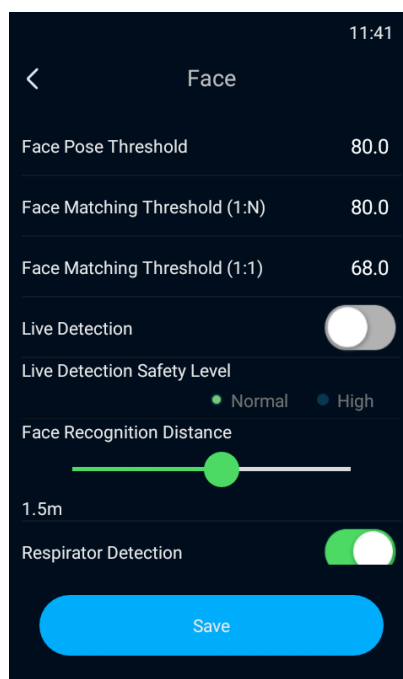 11:41
Face
Face Pose Threshold 80.0
Face Matching Threshold (1:N) 80.0
Face Matching Threshold (1:1) 68.0
Live Detection
Live Detection Safety Level
Normal High
Face Recognition Distance
1.5m
Respirator Detection
Save